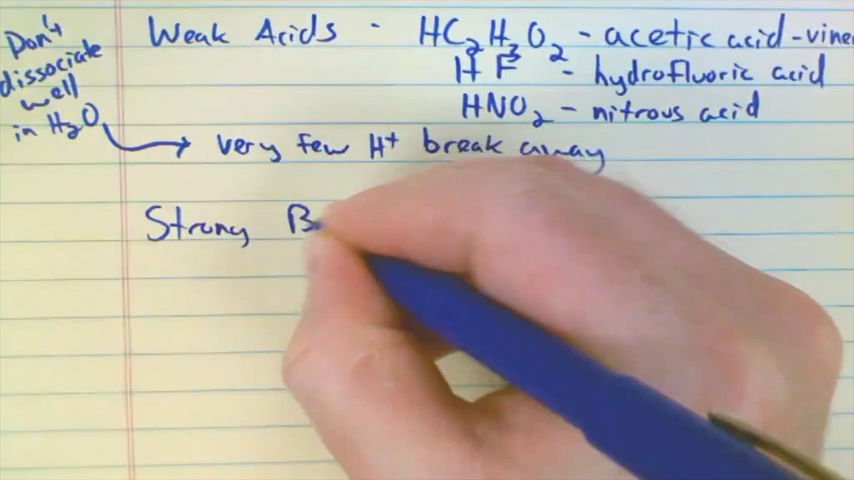 Don't
dissociate
well
in H₂O
Weak Acids - HC₂H₃O₂ - acetic acid - vine
HF - hydrofluoric acid
HNO₂ - nitrous acid
very few H⁺ break away
Strong B